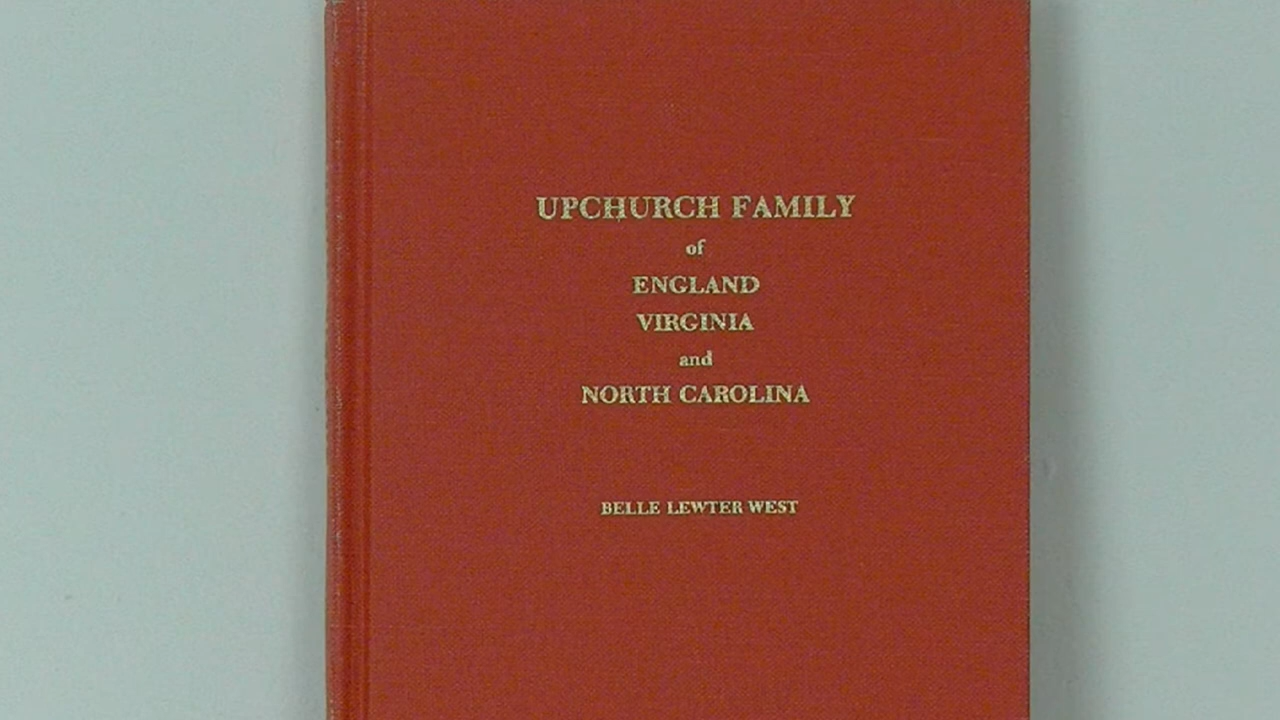 UPCHURCH FAMILY
of
ENGLAND
VIRGINIA
and
NORTH CAROLINA
BELLE LEWTER WEST